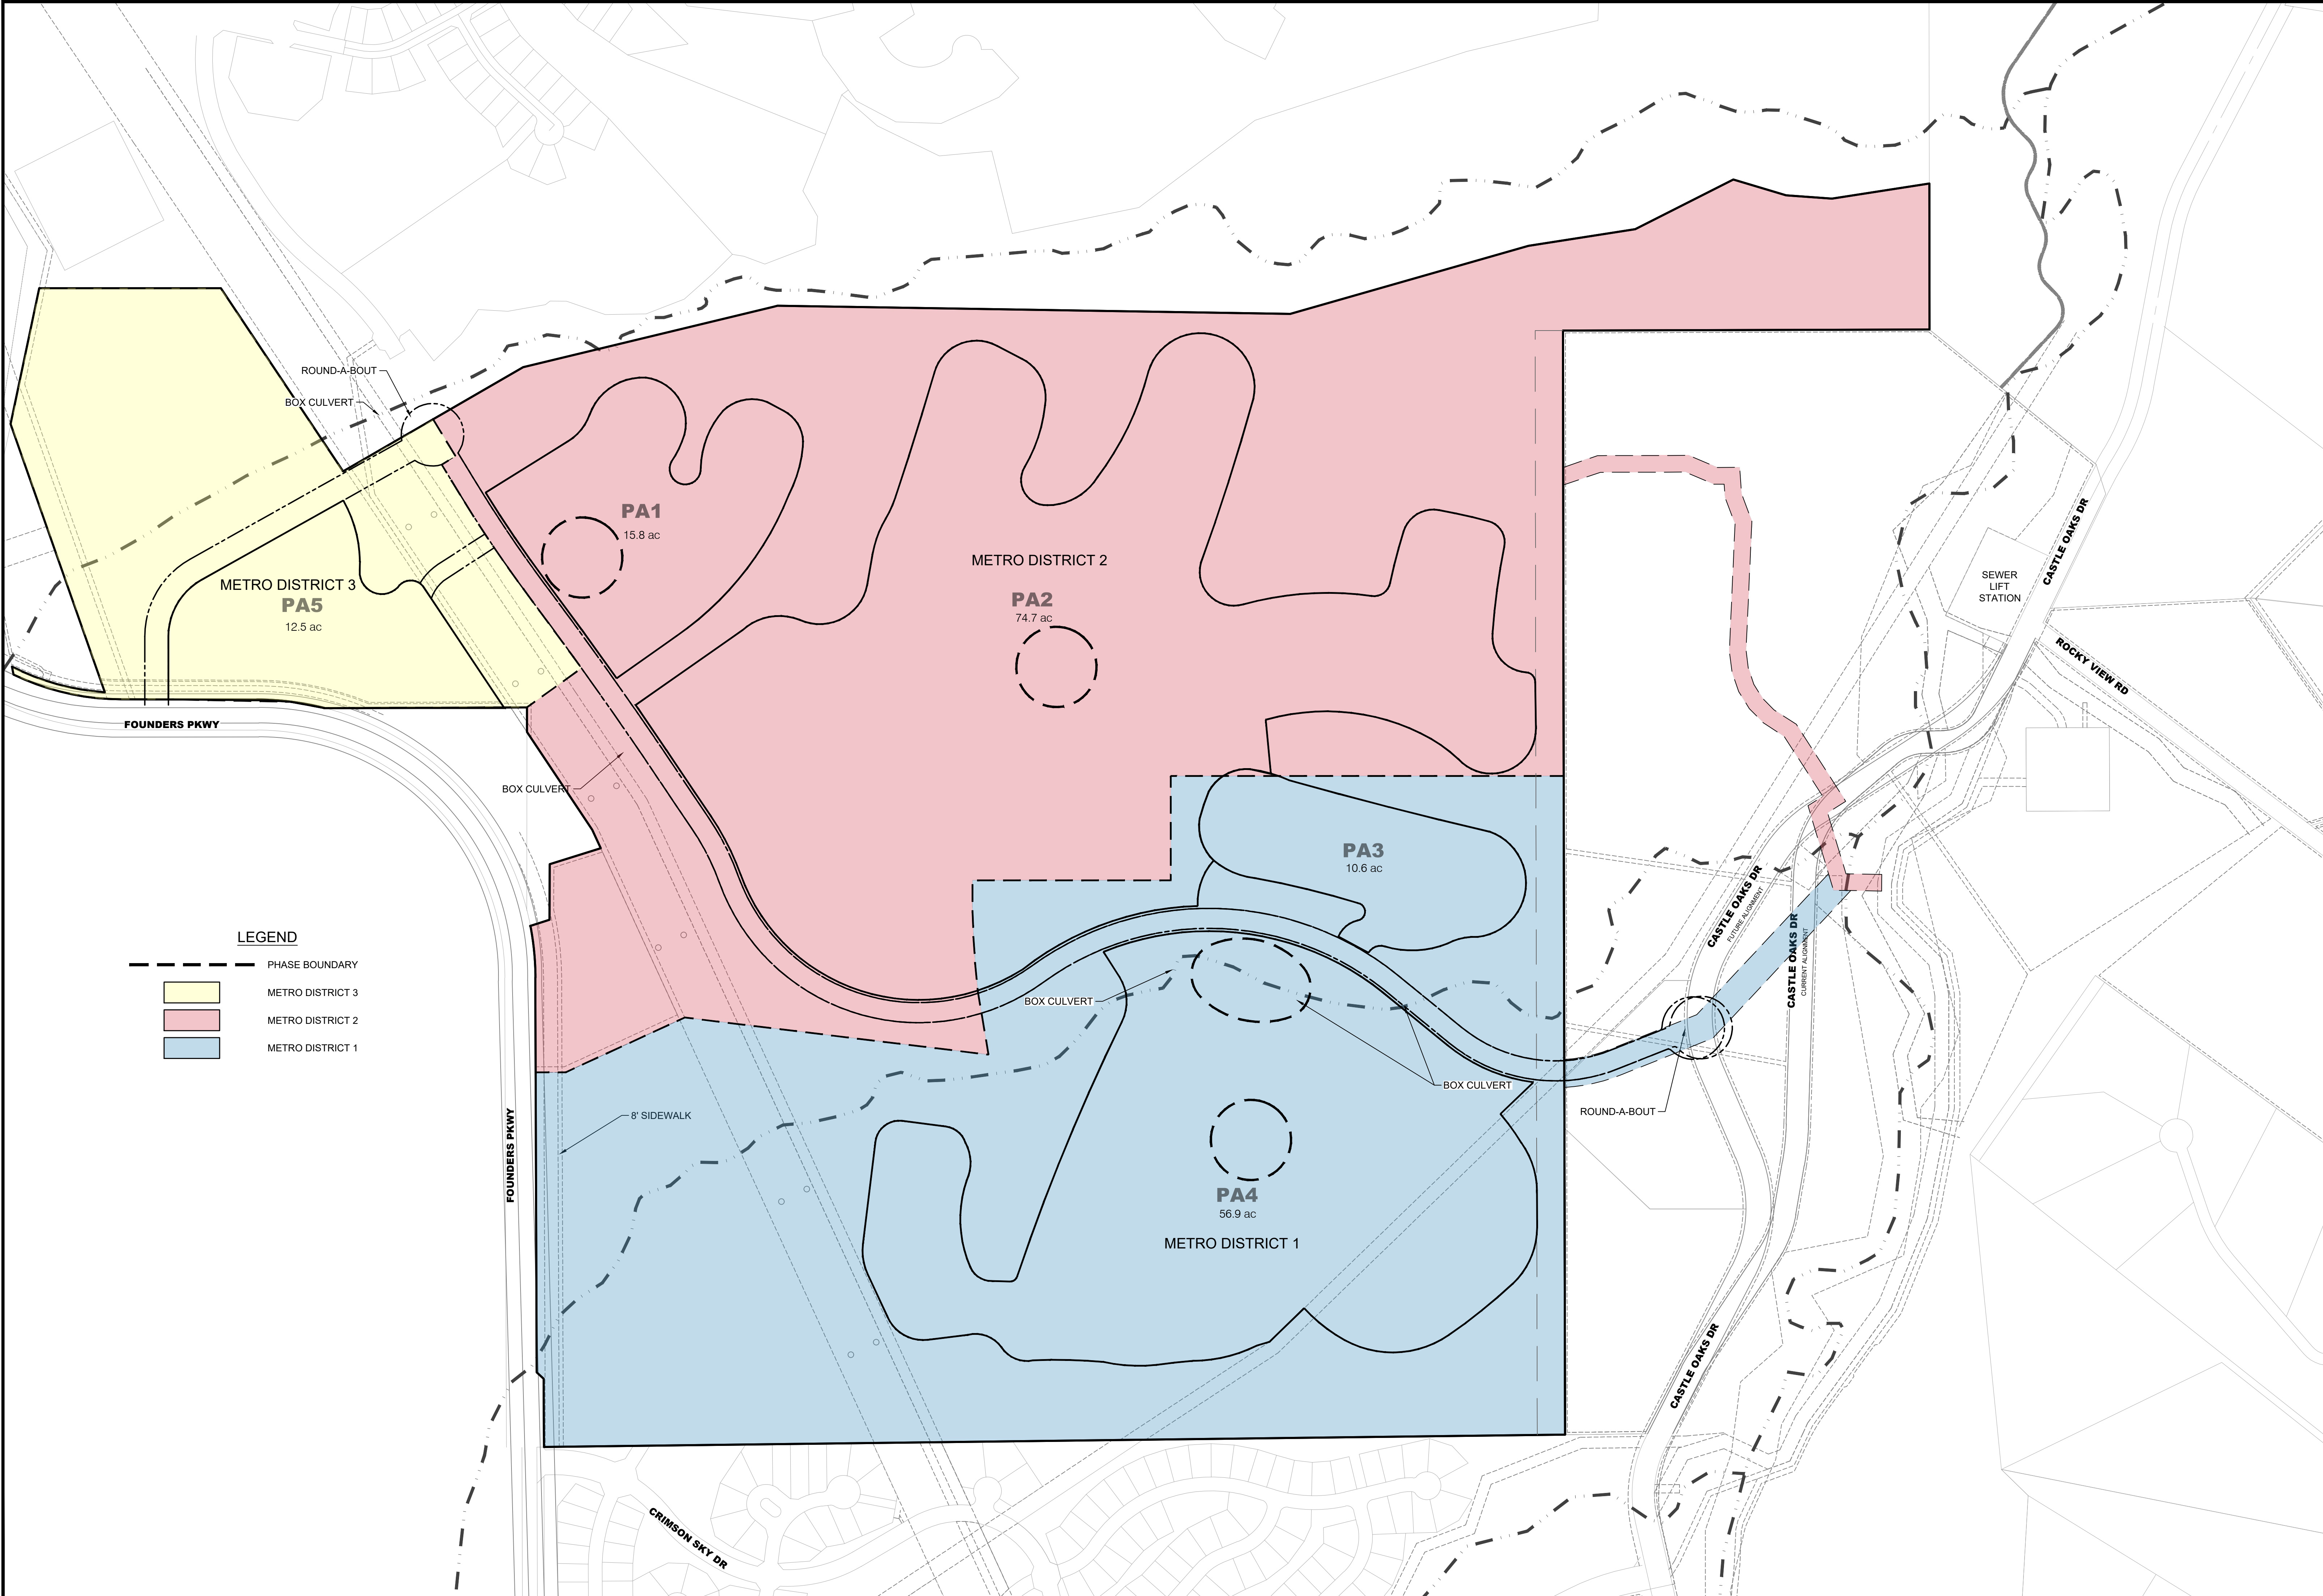 ROUND-A-BOUT
BOX CULVERT
PA1
15.8 ac
METRO DISTRICT 2
PA2
74.7 ac
METRO DISTRICT 3
PA5
12.5 ac
SEWER
LIFT
STATION
CASTLE OAKS DR
ROCKY VIEW RD
FOUNDERS PKWY
BOX CULVERT
PA3
10.6 ac
CASTLE OAKS DR
FUTURE ALIGNMENT
CASTLE OAKS DR
CURRENT ALIGNMENT
LEGEND
PHASE BOUNDARY
METRO DISTRICT 3
METRO DISTRICT 2
METRO DISTRICT 1
BOX CULVERT
BOX CULVERT
ROUND-A-BOUT
8' SIDEWALK
FOUNDERS PKWY
PA4
56.9 ac
METRO DISTRICT 1
CASTLE OAKS DR
CRIMSON SKY DR